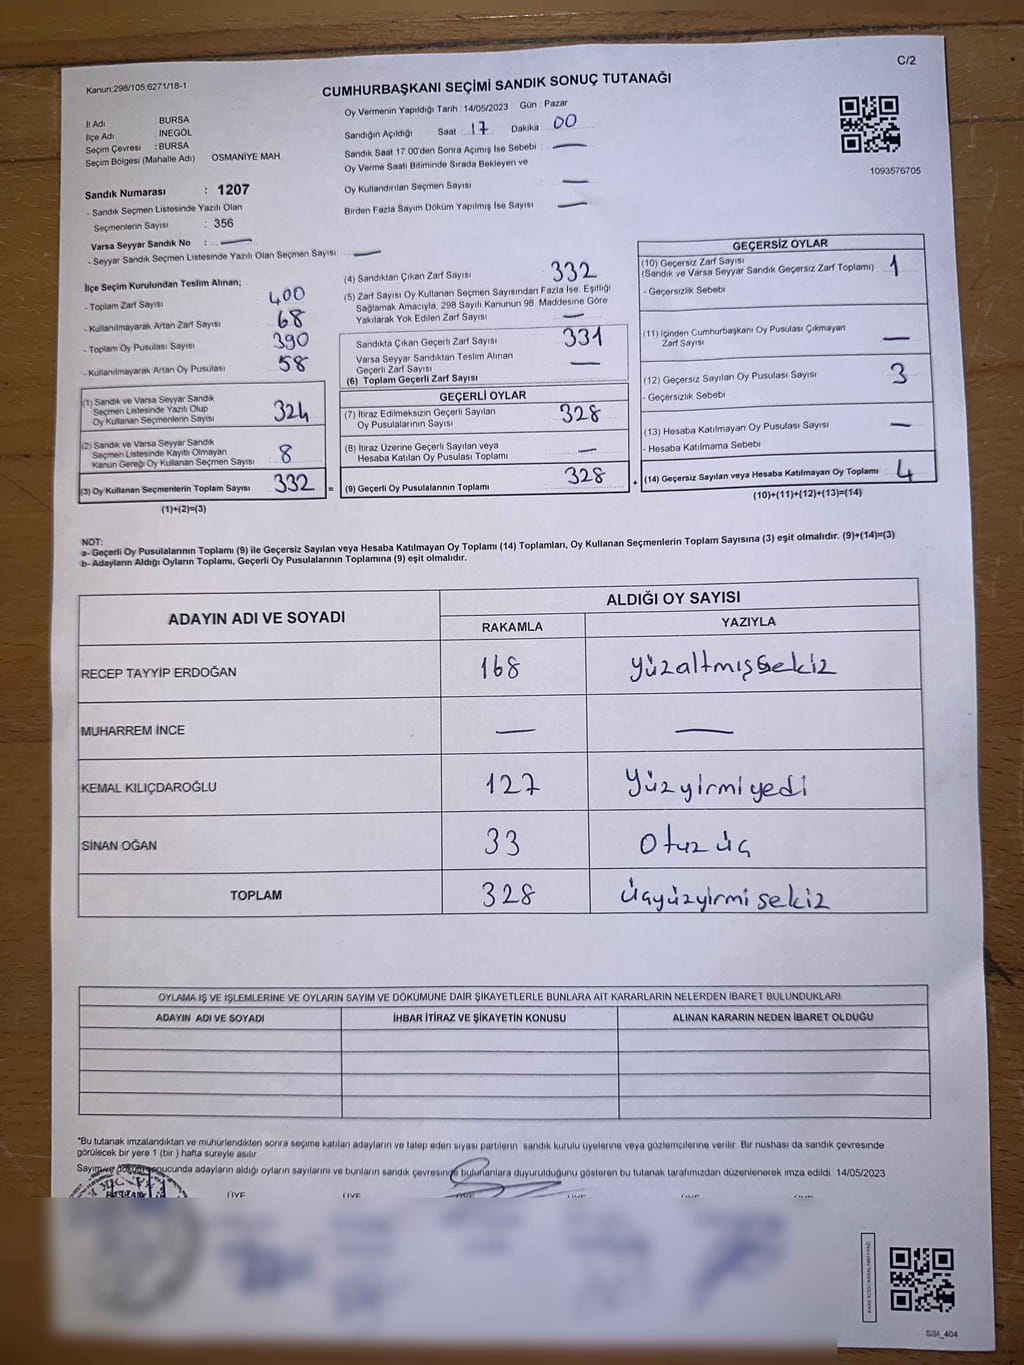 C/2
Kanun:298/105;6271/18-1
CUMHURBAŞKANI SEÇİMİ SANDIK SONUÇ TUTANAĞI
İl Adı : BURSA
İlçe Adı : İNEGÖL
Seçim Çevresi : BURSA
Seçim Bölgesi (Mahalle Adı) OSMANİYE MAH
Sandık Numarası : 1207
- Sandık Seçmen Listesinde Yazılı Olan
Seçmenlerin Sayısı : 356
Varsa Seyyar Sandık No : —
- Seyyar Sandık Seçmen Listesinde Yazılı Olan Seçmen Sayısı —
Oy Vermenin Yapıldığı Tarih : 14/05/2023 Gün : Pazar
Sandığın Açıldığı Saat 17 Dakika 00
Sandık Saat 17.00'den Sonra Açımış İse Sebebi : —
Oy Verme Saati Bitiminde Sırada Bekleyen ve
Oy Kullandırılan Seçmen Sayısı : —
Birden Fazla Sayım Döküm Yapılmış İse Sayısı : —
1093576705
İlçe Seçim Kurulundan Teslim Alınan;
- Toplam Zarf Sayısı : 400
- Kullanılmayarak Artan Zarf Sayısı : 68
- Toplam Oy Pusulası Sayısı : 390
- Kullanılmayarak Artan Oy Pusulası : 58
(1) Sandık ve Varsa Seyyar Sandık
Seçmen Listesinde Yazılı Olup
Oy Kullanan Seçmenlerin Sayısı : 324
(2) Sandık ve Varsa Seyyar Sandık
Seçmen Listesinde Kayıtlı Olmayan
Kanun Gereği Oy Kullanan Seçmen Sayısı : 8
(3) Oy Kullanan Seçmenlerin Toplam Sayısı : 332 =
(1)+(2)=(3)
(4) Sandıktan Çıkan Zarf Sayısı : 332
(5) Zarf Sayısı Oy Kullanan Seçmen Sayısından Fazla İse, Eşitliği
Sağlamak Amacıyla, 298 Sayılı Kanunun 98. Maddesine Göre
Yakılarak Yok Edilen Zarf Sayısı : —
Sandıkta Çıkan Geçerli Zarf Sayısı : 331
Varsa Seyyar Sandıktan Teslim Alınan
Geçerli Zarf Sayısı : —
(6) Toplam Geçerli Zarf Sayısı
GEÇERLİ OYLAR
(7) İtiraz Edilmeksizin Geçerli Sayılan
Oy Pusulasının Sayısı : 328
(8) İtiraz Üzerine Geçerli Sayılan veya
Hesaba Katılan Oy Pusulası Toplamı : —
(9) Geçerli Oy Pusulalarının Toplamı : 328 +
GEÇERSİZ OYLAR
(10) Geçersiz Zarf Sayısı
(Sandık ve Varsa Seyyar Sandık Geçersiz Zarf Toplamı) : 1
- Geçersizlik Sebebi
(11) İçinden Cumhurbaşkanı Oy Pusulası Çıkmayan
Zarf Sayısı : —
(12) Geçersiz Sayılan Oy Pusulası Sayısı : 3
- Geçersizlik Sebebi
(13) Hesaba Katılmayan Oy Pusulası Sayısı : —
- Hesaba Katılmama Sebebi
(14) Geçersiz Sayılan veya Hesaba Katılmayan Oy Toplamı : 4
(10)+(11)+(12)+(13)=(14)
NOT:
a- Geçerli Oy Pusulalarının Toplamı (9) ile Geçersiz Sayılan veya Hesaba Katılmayan Oy Toplamı (14) Toplamları, Oy Kullanan Seçmenlerin Toplam Sayısına (3) eşit olmalıdır. (9)+(14)=(3)
b- Adayların Aldığı Oyların Toplamı, Geçerli Oy Pusulalarının Toplamına (9) eşit olmalıdır.
ADAYIN ADI VE SOYADI ALDIĞI OY SAYISI
RAKAMLA YAZIYLA
RECEP TAYYİP ERDOĞAN 168 yüzaltmışsekiz
MUHARREM İNCE — —
KEMAL KILIÇDAROĞLU 127 Yüzyirmiyedi
SİNAN OĞAN 33 Otuzüç
TOPLAM 328 üçyüzyirmisekiz
OYLAMA İŞ VE İŞLEMLERİNE VE OYLARIN SAYIM VE DÖKÜMÜNE DAİR ŞİKAYETLERLE BUNLARA AİT KARARLARIN NELERDEN İBARET BULUNDUKLARI
ADAYIN ADI VE SOYADI İHBAR İTİRAZ VE ŞİKAYETİN KONUSU ALINAN KARARIN NEDEN İBARET OLDUĞU
*Bu tutanak imzalandıktan ve mühürlendikten sonra seçime katılan adayların ve talep eden siyasi partilerin sandık kurulu üyelerine veya gözlemcilerine verilir. Bir nüshası da sandık çevresinde
görülecek bir yere 1 (bir ) hafta süreyle asılır.
Sayım ve döküm sonucunda adayların aldığı oyların sayılarını ve bunların sandık çevresinde bulunanlara duyurulduğunu gösteren bu tutanak tarafımızdan düzenlenerek imza edildi. 14/05/2023
SSI_404